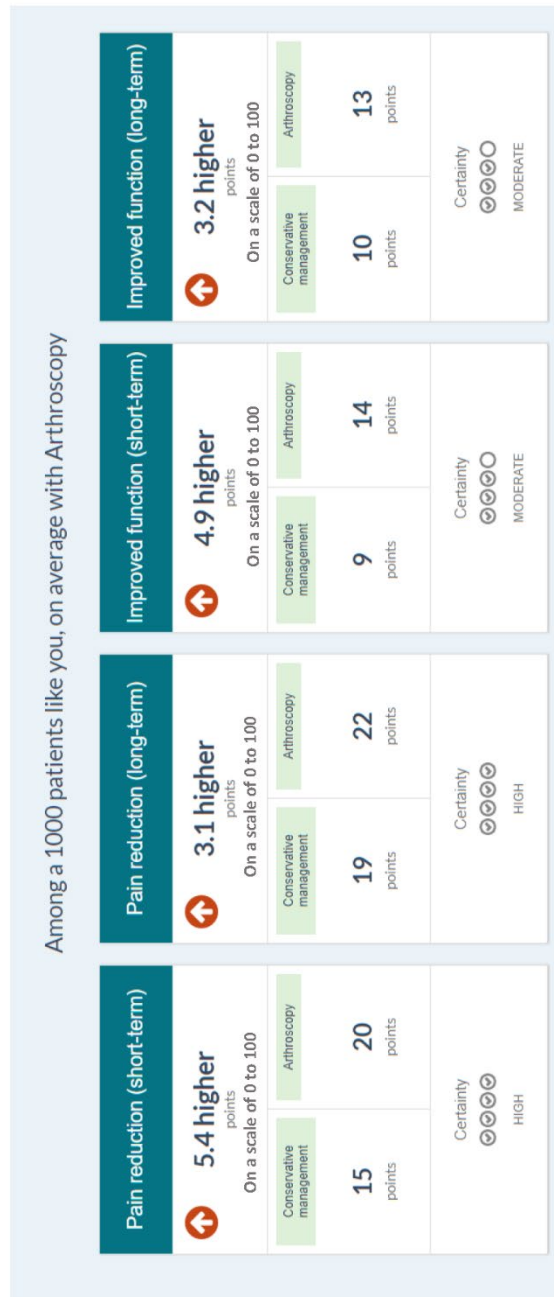 Among a 1000 patients like you, on average with Arthroscopy
Pain reduction (short-term)
5.4 higher
points
On a scale of 0 to 100
Conservative
management
Arthroscopy
15
points
20
points
Certainty
HIGH
Pain reduction (long-term)
3.1 higher
points
On a scale of 0 to 100
Conservative
management
Arthroscopy
19
points
22
points
Certainty
HIGH
Improved function (short-term)
4.9 higher
points
On a scale of 0 to 100
Conservative
management
Arthroscopy
9
points
14
points
Certainty
MODERATE
Improved function (long-term)
3.2 higher
points
On a scale of 0 to 100
Conservative
management
Arthroscopy
10
points
13
points
Certainty
MODERATE